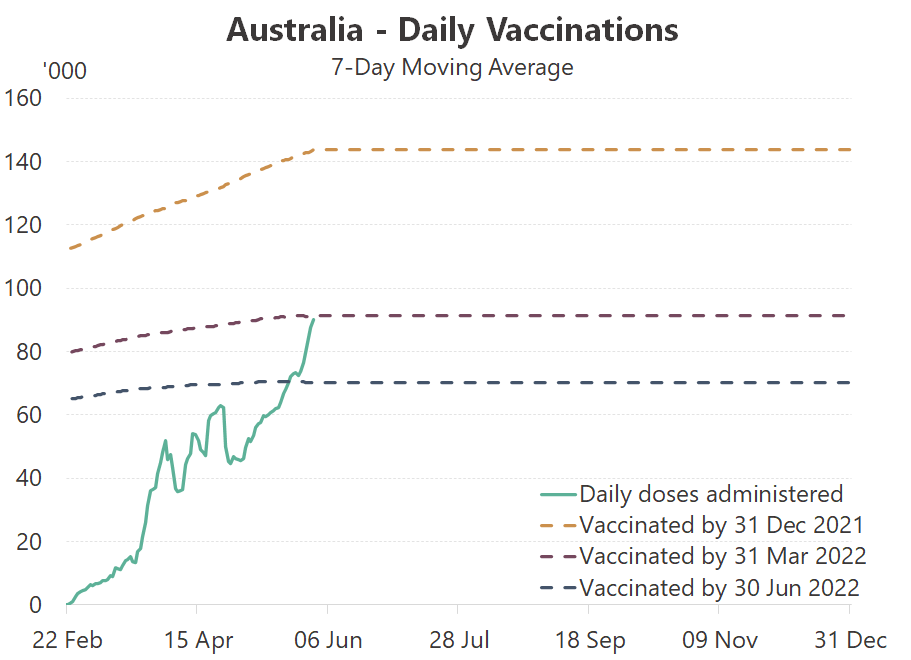 Australia - Daily Vaccinations
7-Day Moving Average
'000
160
140
120
100
80
60
40
20
0
22 Feb 15 Apr 06 Jun 28 Jul 18 Sep 09 Nov 31 Dec
Daily doses administered
Vaccinated by 31 Dec 2021
Vaccinated by 31 Mar 2022
Vaccinated by 30 Jun 2022